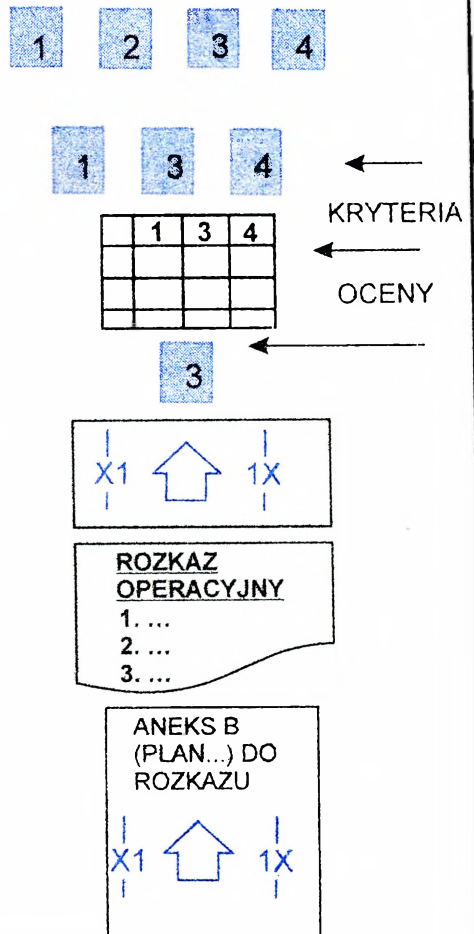 1 2 3 4
1 3 4
KRYTERIA
1 3 4
OCENY
3
X1 1X
ROZKAZ
OPERACYJNY
1. ...
2. ...
3. ...
ANEKS B
(PLAN...) DO
ROZKAZU
X1 1X